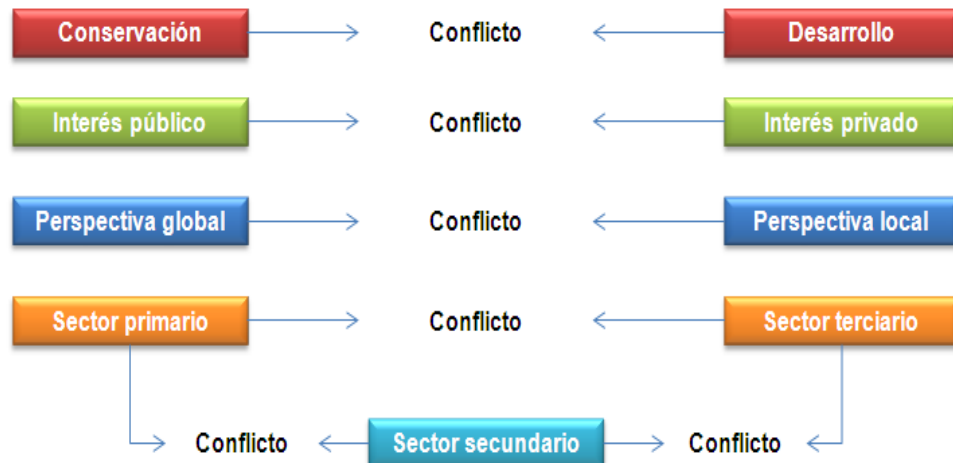 Conservación Conflicto Desarrollo
Interés público Conflicto Interés privado
Perspectiva global Conflicto Perspectiva local
Sector primario Conflicto Sector terciario
Conflicto Sector secundario Conflicto